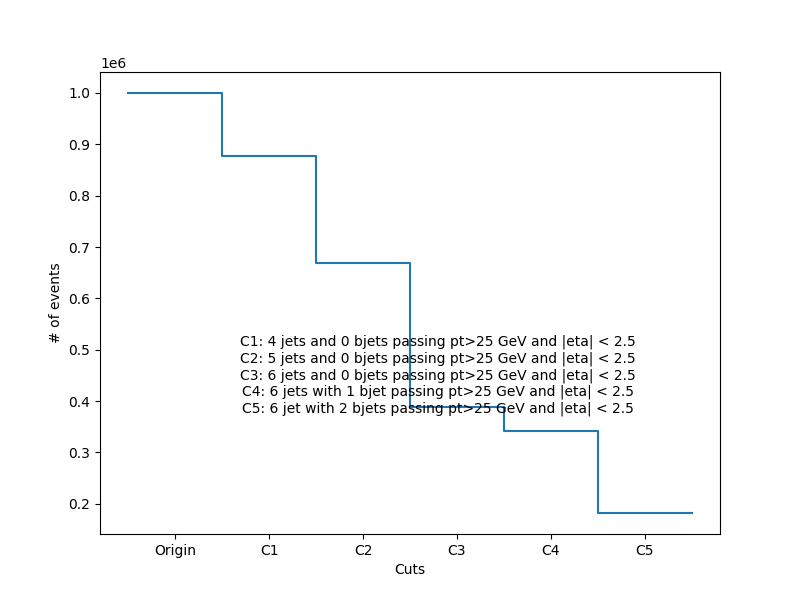 1e6
1.0
0.9
0.8
0.7
0.6
0.5
0.4
0.3
0.2
# of events
C1: 4 jets and 0 bjets passing pt>25 GeV and |eta| < 2.5
C2: 5 jets and 0 bjets passing pt>25 GeV and |eta| < 2.5
C3: 6 jets and 0 bjets passing pt>25 GeV and |eta| < 2.5
C4: 6 jets with 1 bjet passing pt>25 GeV and |eta| < 2.5
C5: 6 jet with 2 bjets passing pt>25 GeV and |eta| < 2.5
Origin C1 C2 C3 C4 C5
Cuts